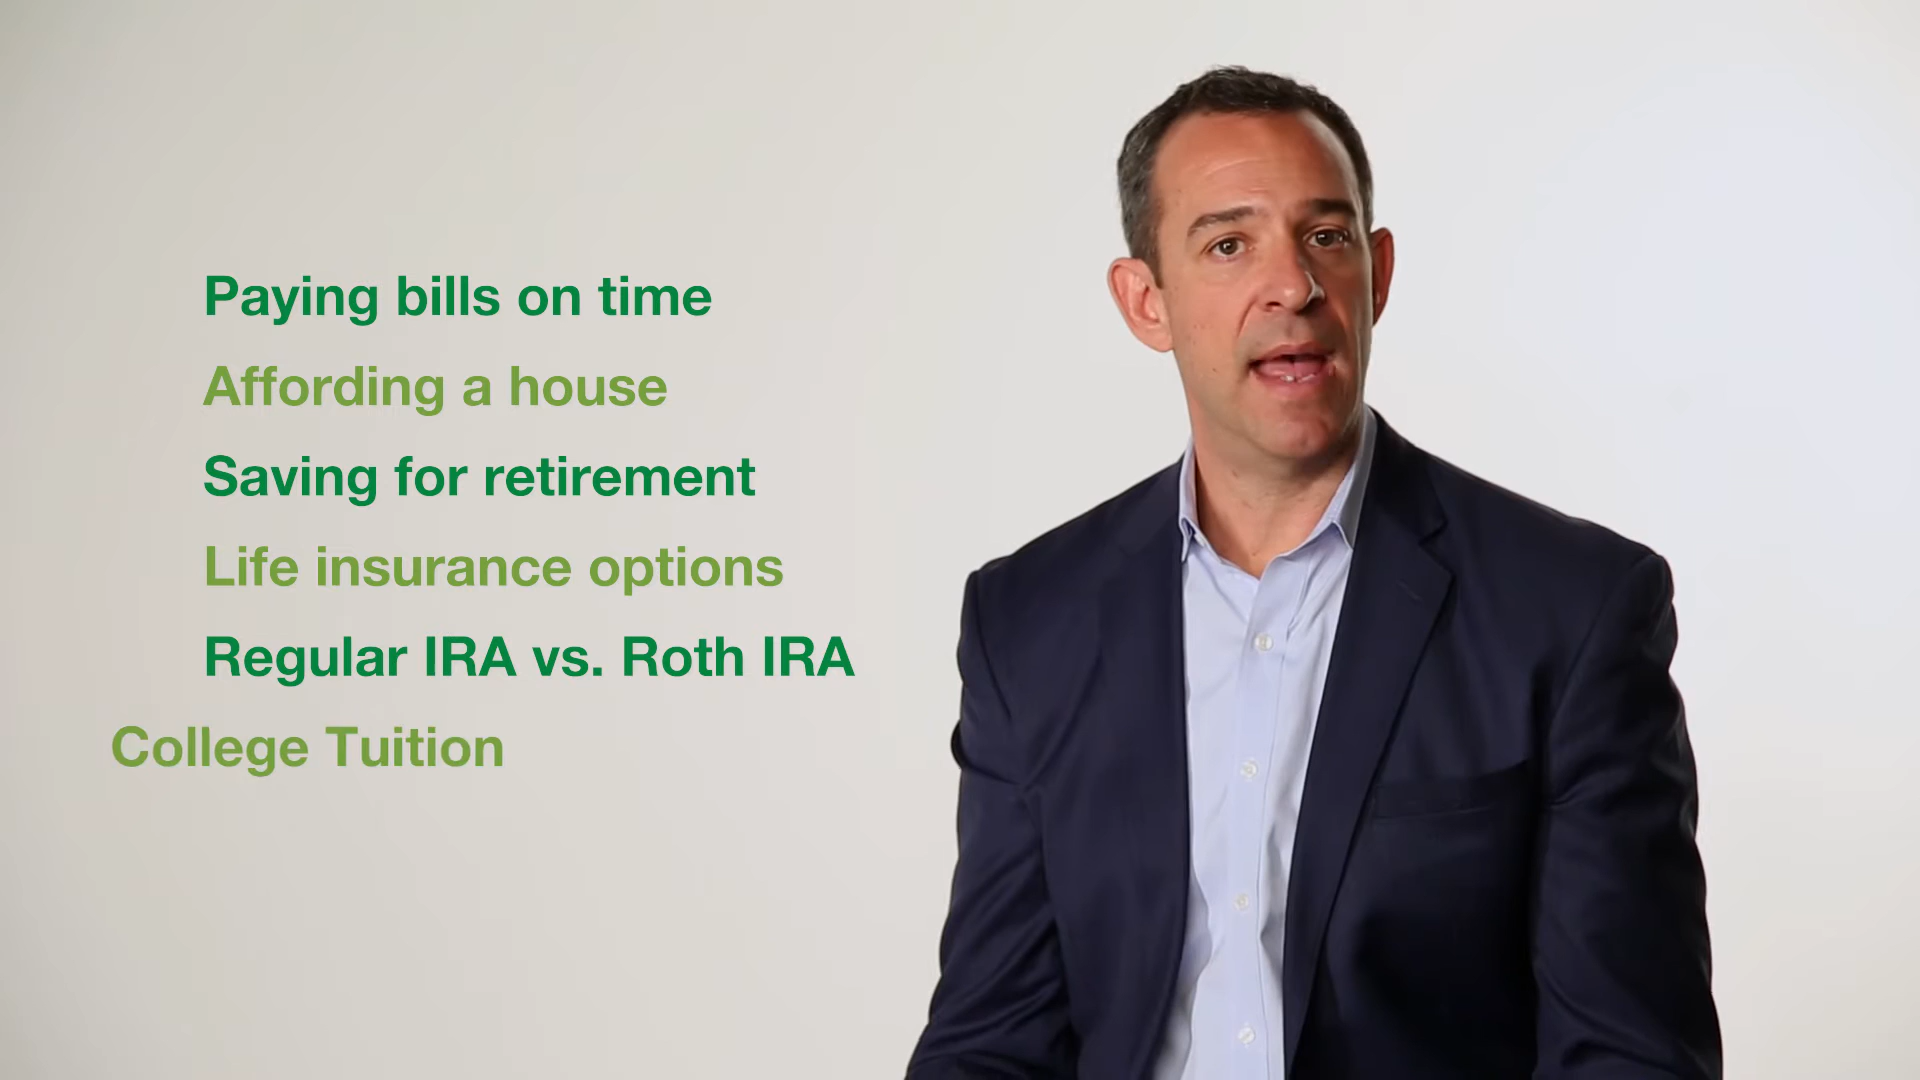 Paying bills on time
Affording a house
Saving for retirement
Life insurance options
Regular IRA vs. Roth IRA
College Tuition